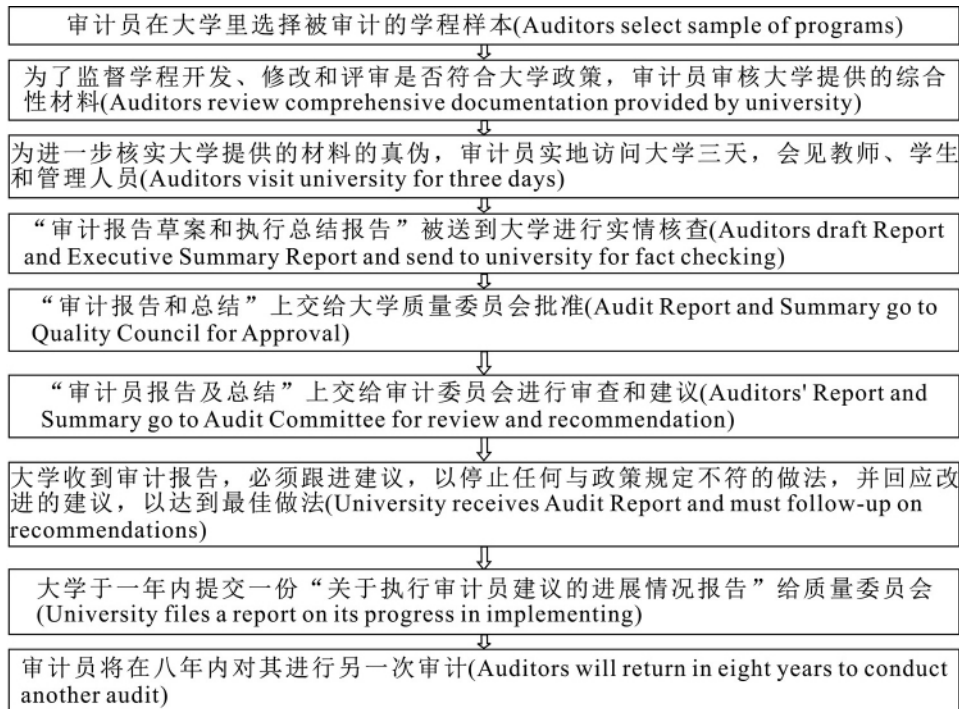 审计员在大学里选择被审计的学程样本(Auditors select sample of programs)
为了监督学程开发、修改和评审是否符合大学政策，审计员审核大学提供的综合
性材料(Auditors review comprehensive documentation provided by university)
为进一步核实大学提供的材料的真伪，审计员实地访问大学三天，会见教师、学生
和管理人员(Auditors visit university for three days)
“审计报告草案和执行总结报告”被送到大学进行实情核查(Auditors draft Report
and Executive Summary Report and send to university for fact checking)
“审计报告和总结”上交给大学质量委员会批准(Audit Report and Summary go to
Quality Council for Approval)
“审计员报告及总结”上交给审计委员会进行审查和建议(Auditors' Report and
Summary go to Audit Committee for review and recommendation)
大学收到审计报告，必须跟进建议，以停止任何与政策规定不符的做法，并回应改
进的建议，以达到最佳做法(University receives Audit Report and must follow-up on
recommendations)
大学于一年内提交一份“关于执行审计员建议的进展情况报告”给质量委员会
(University files a report on its progress in implementing)
审计员将在八年内对其进行另一次审计(Auditors will return in eight years to conduct
another audit)